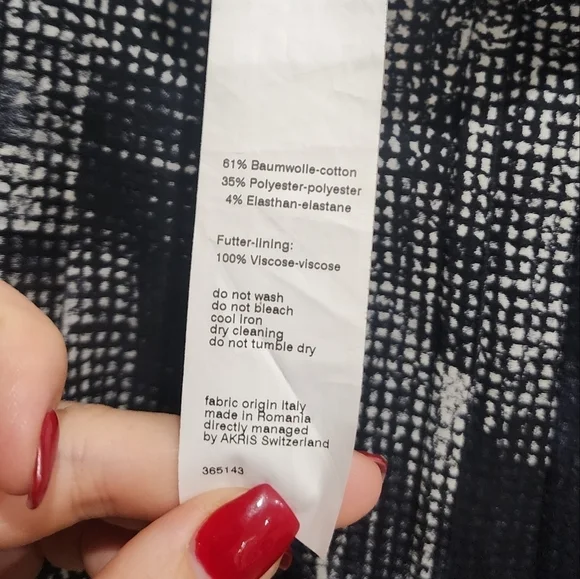 61% Baumwolle-cotton
35% Polyester-polyester
4% Elasthan-elastane
Futter-lining:
100% Viscose-viscose
do not wash
do not bleach
cool iron
dry cleaning
do not tumble dry
fabric origin Italy
made in Romania
directly managed
by AKRIS Switzerland
365143